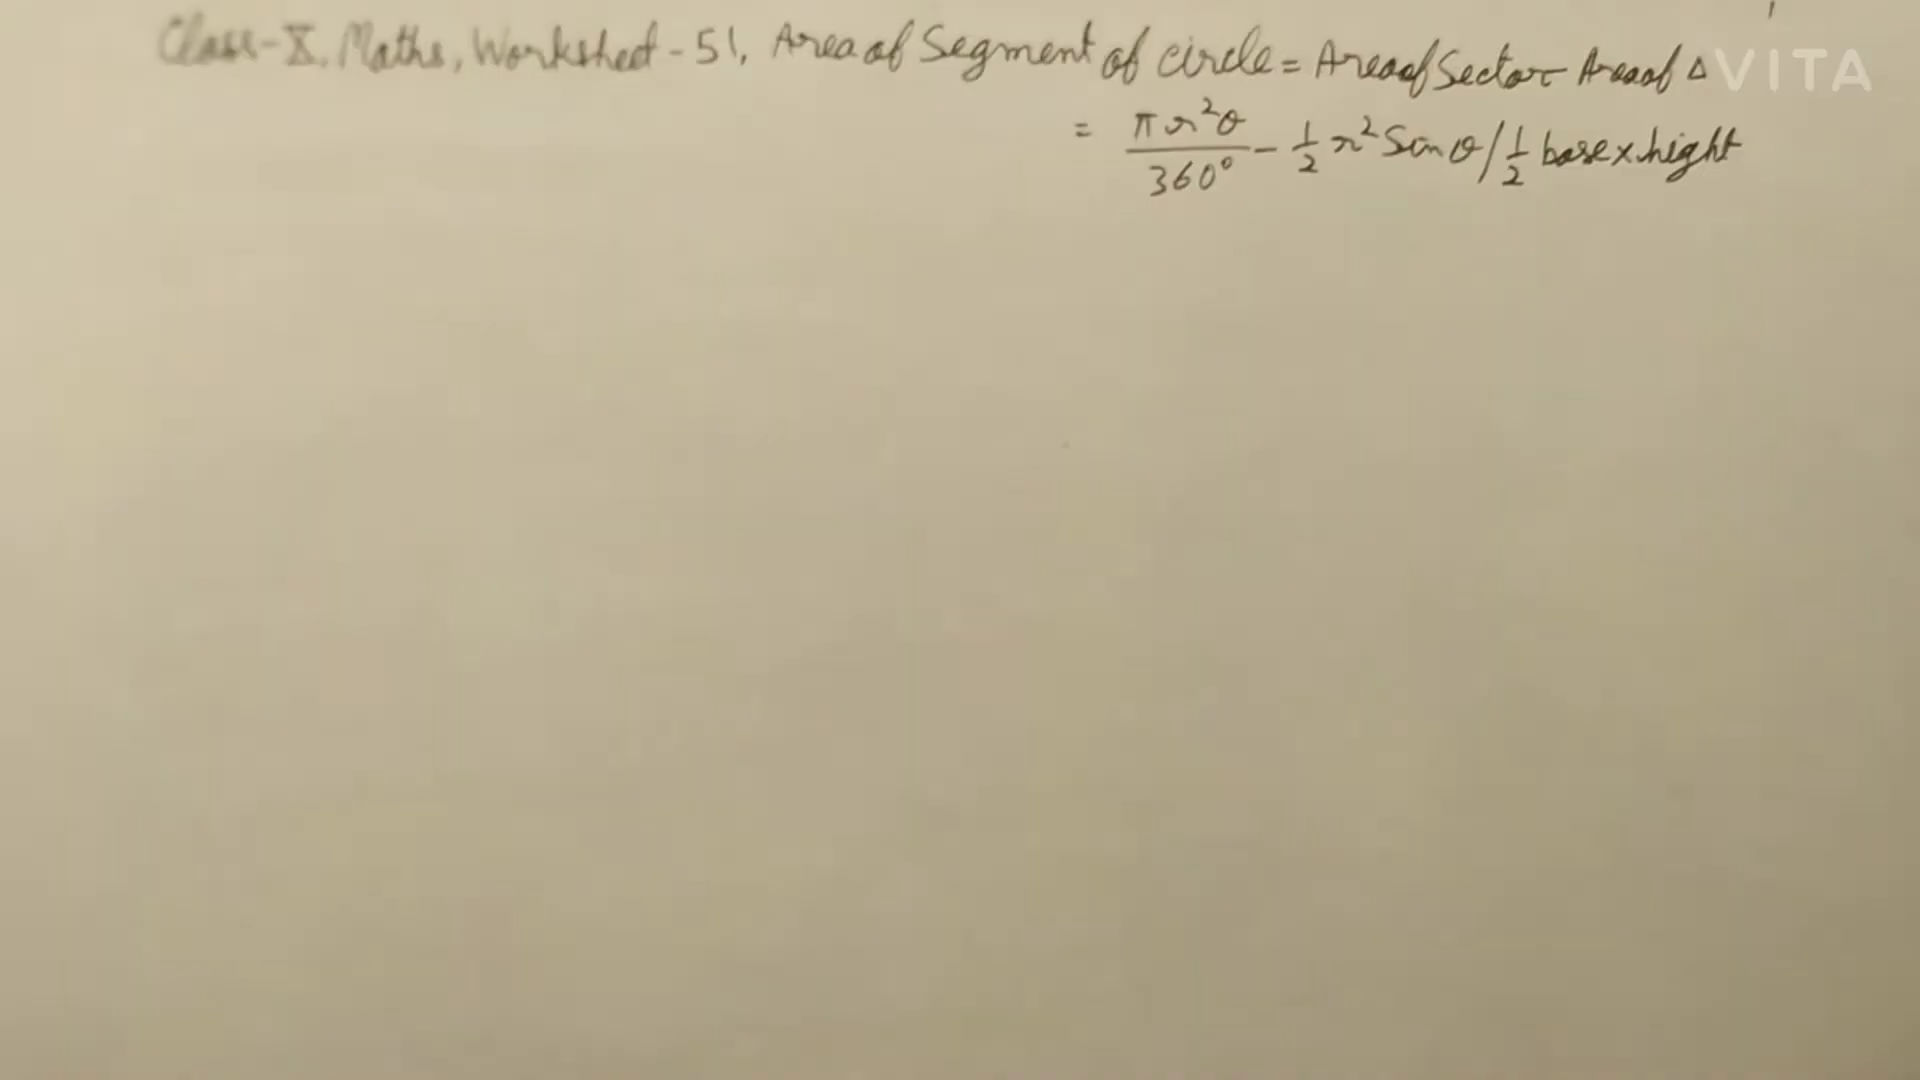 Class-X, Maths, Worksheet - 51, Area of Segment of circle = Area of Sector - Area of Δ
= πr²θ/360° - 1/2 r² Sin θ / 1/2 base x hight
VITA